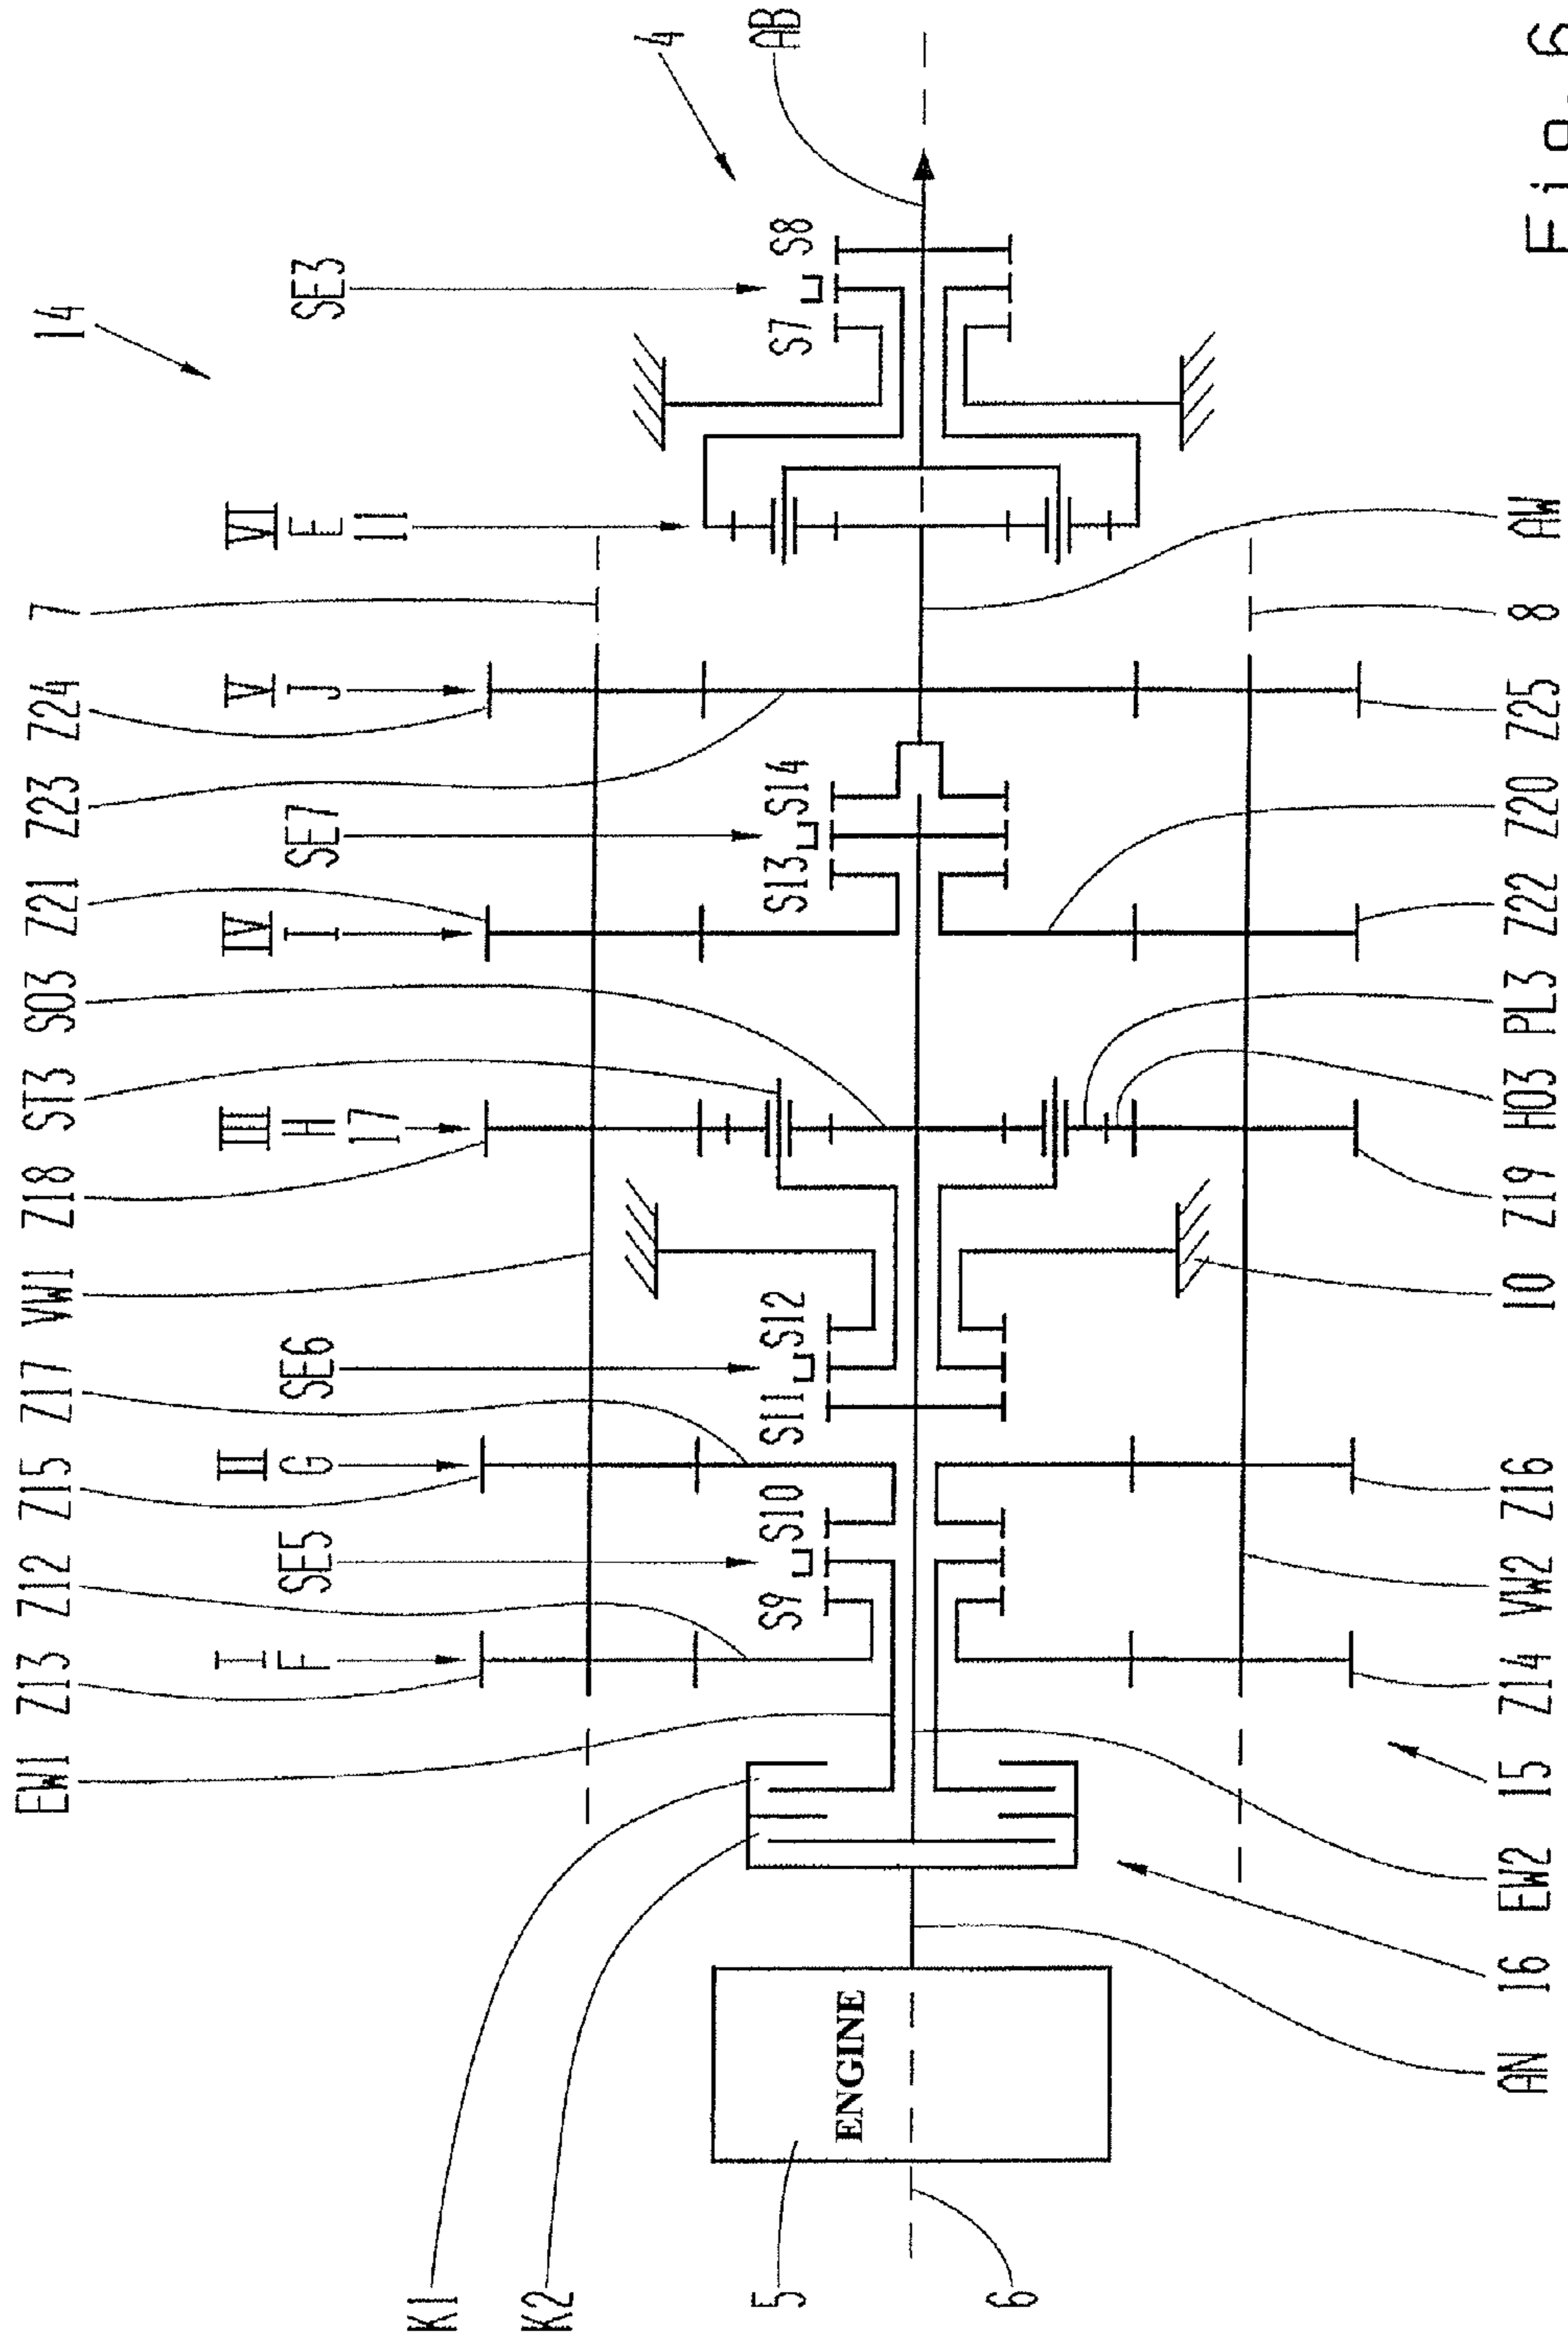 14
4
AB
SE3
S7
S8
VI
E
11
7
Z24
Z23
Z21
SO3
ST3
Z18
VW1
Z17
Z15
Z12
Z13
EW1
V
J
SE7
S13
S14
IV
I
III
H
17
SE6
S11
S12
II
G
SE5
S9
S10
I
F
K1
K2
ENGINE
5
6
AN
16
EW2
15
Z14
VW2
Z16
10
Z19
HO3
PL3
Z22
Z20
Z25
8
AW
Fig. 6